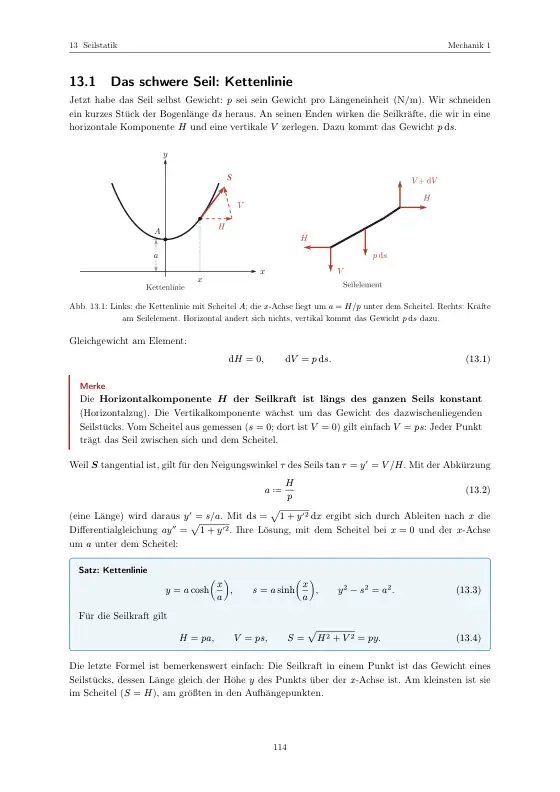 13 Seilstatik Mechanik 1
13.1 Das schwere Seil: Kettenlinie
Jetzt habe das Seil selbst Gewicht: p sei sein Gewicht pro Längeneinheit (N/m). Wir schneiden
ein kurzes Stück der Bogenlänge ds heraus. An seinen Enden wirken die Seilkräfte, die wir in eine
horizontale Komponente H und eine vertikale V zerlegen. Dazu kommt das Gewicht p ds.
y
S
V
H
A
a
x
x
Kettenlinie
V + dV
H
H
p ds
V
Seilelement
Abb. 13.1: Links: die Kettenlinie mit Scheitel A; die x-Achse liegt um a = H/p unter dem Scheitel. Rechts: Kräfte
am Seilelement. Horizontal ändert sich nichts, vertikal kommt das Gewicht p ds dazu.
Gleichgewicht am Element:
dH = 0, dV = p ds. (13.1)
Merke
Die Horizontalkomponente H der Seilkraft ist längs des ganzen Seils konstant
(Horizontalzug). Die Vertikalkomponente wächst um das Gewicht des dazwischenliegenden
Seilstücks. Vom Scheitel aus gemessen (s = 0; dort ist V = 0) gilt einfach V = ps: Jeder Punkt
trägt das Seil zwischen sich und dem Scheitel.
Weil S tangential ist, gilt für den Neigungswinkel τ des Seils tan τ = y′ = V/H. Mit der Abkürzung
a ≔ H/p (13.2)
(eine Länge) wird daraus y′ = s/a. Mit ds = √(1 + y′²) dx ergibt sich durch Ableiten nach x die
Differentialgleichung ay″ = √(1 + y′²). Ihre Lösung, mit dem Scheitel bei x = 0 und der x-Achse
um a unter dem Scheitel:
Satz: Kettenlinie
y = a cosh(x/a), s = a sinh(x/a), y² − s² = a². (13.3)
Für die Seilkraft gilt
H = pa, V = ps, S = √(H² + V²) = py. (13.4)
Die letzte Formel ist bemerkenswert einfach: Die Seilkraft in einem Punkt ist das Gewicht eines
Seilstücks, dessen Länge gleich der Höhe y des Punkts über der x-Achse ist. Am kleinsten ist sie
im Scheitel (S = H), am größten in den Aufhängepunkten.
114